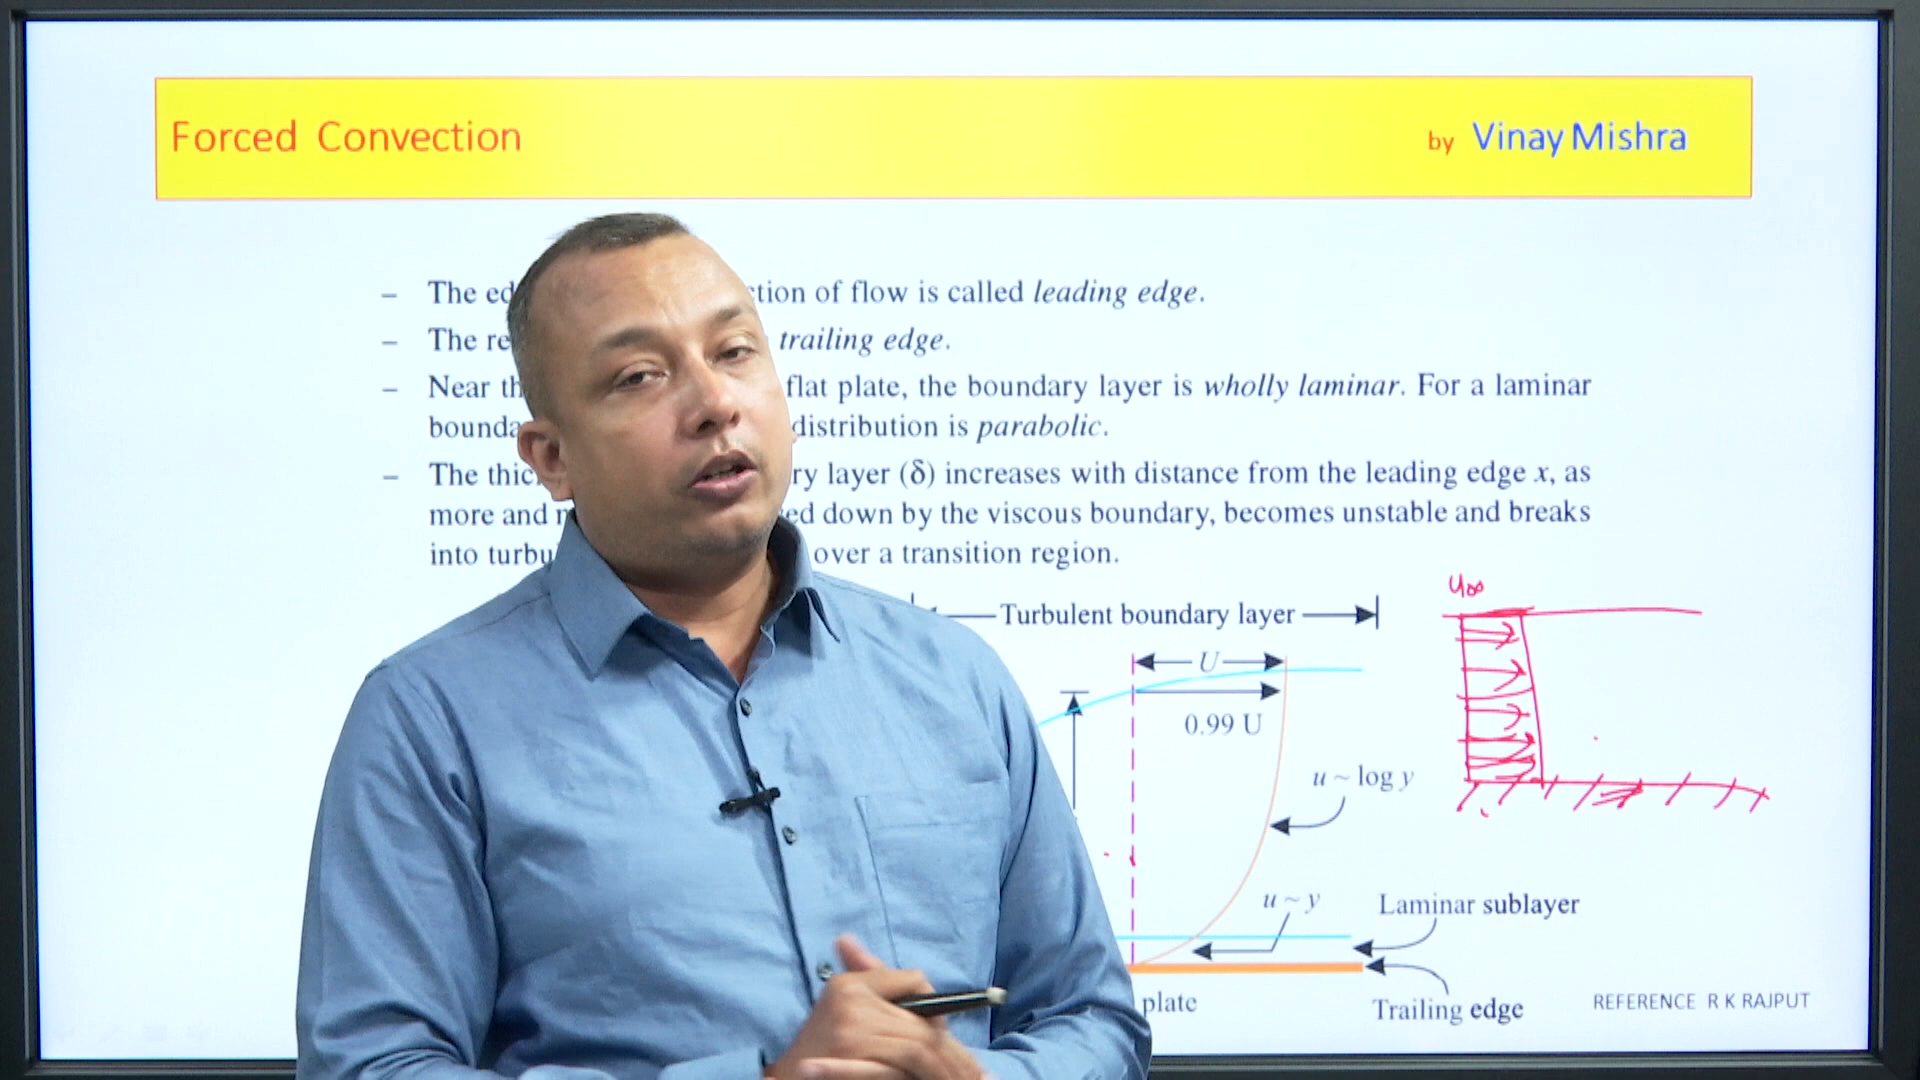 Forced Convection
by Vinay Mishra
– The ed ction of flow is called leading edge.
– The re trailing edge.
– Near th flat plate, the boundary layer is wholly laminar. For a laminar
bounda distribution is parabolic.
– The thic ry layer (δ) increases with distance from the leading edge x, as
more and ed down by the viscous boundary, becomes unstable and breaks
into turbu over a transition region.
Turbulent boundary layer
U
0.99 U
u ~ log y
u ~ y
Laminar sublayer
plate
Trailing edge
u∞
REFERENCE R K RAJPUT